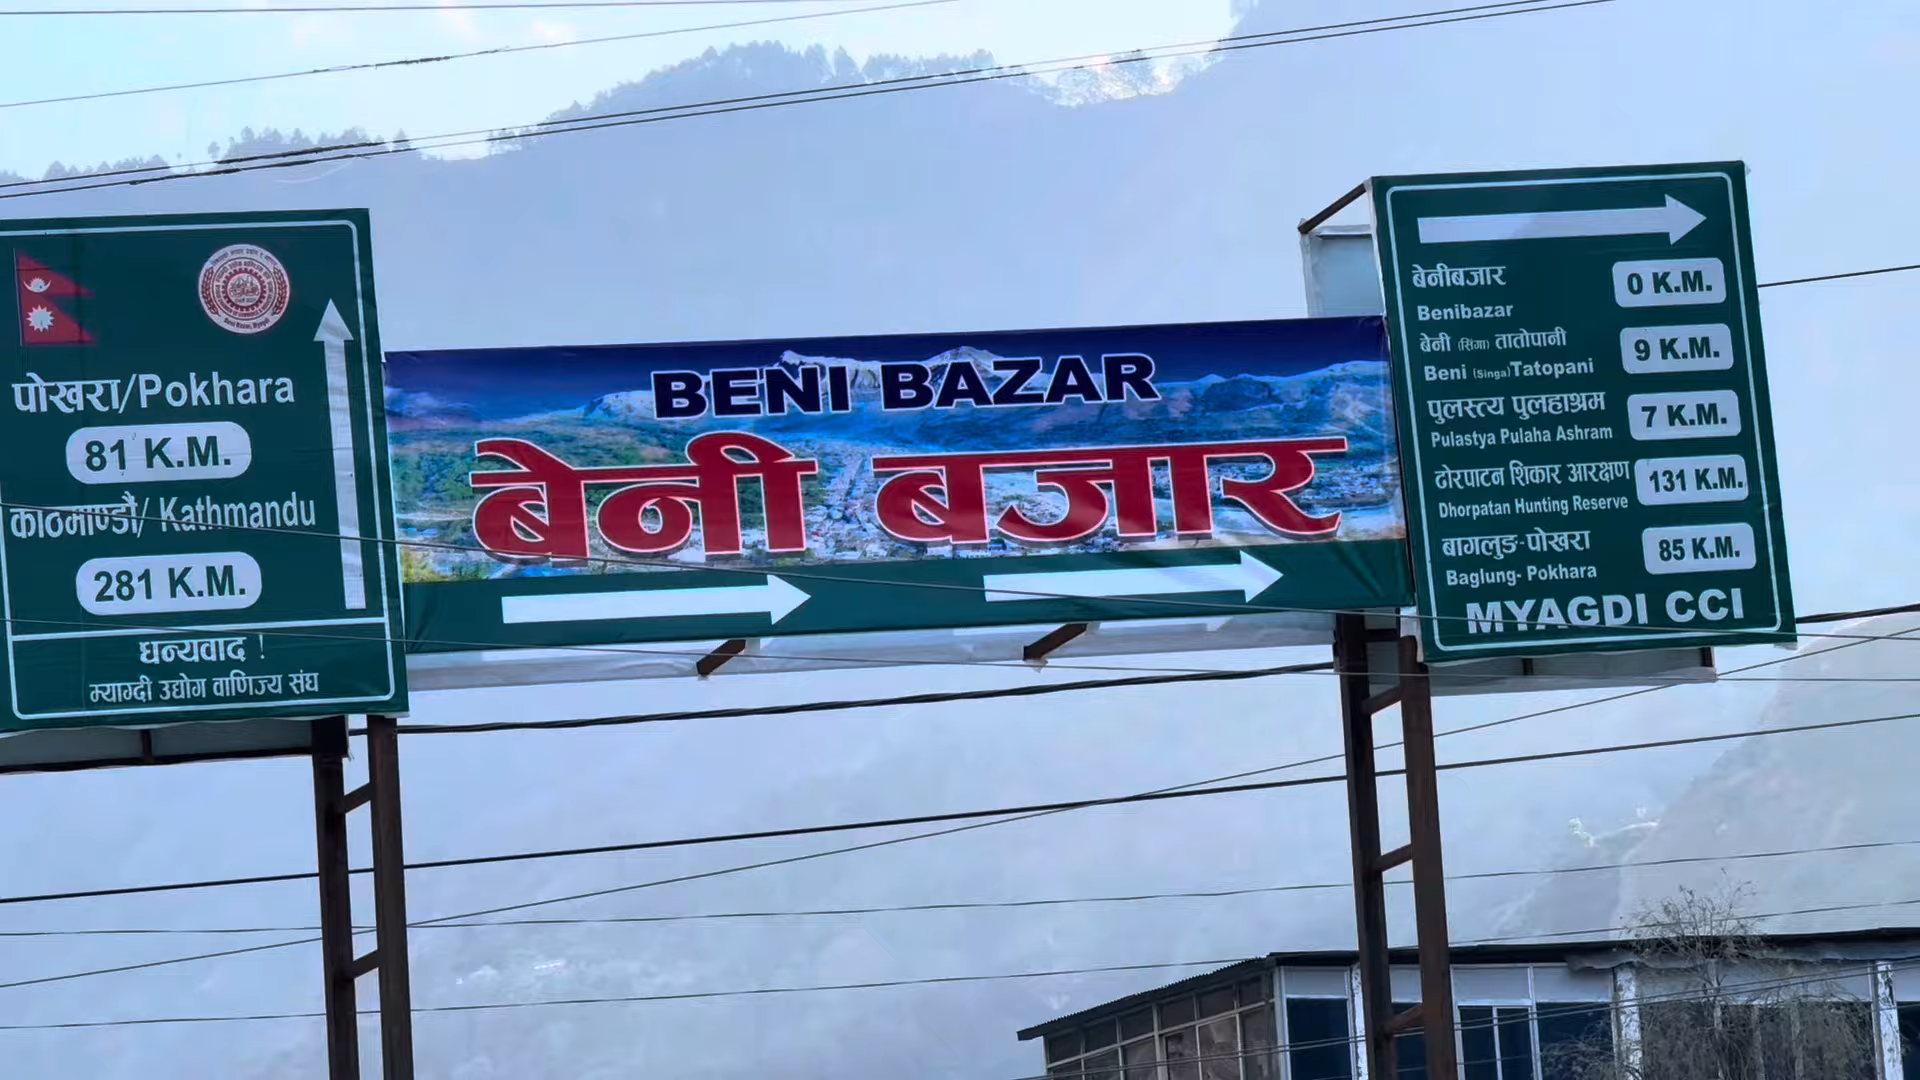 पोखरा/Pokhara
81 K.M.
काठमाण्डौं/ Kathmandu
281 K.M.
धन्यवाद !
म्याग्दी उद्योग वाणिज्य संघ
BENI BAZAR
बेनी बजार
बेनीबजार 0 K.M.
Benibazar
बेनी (सिंगा) तातोपानी 9 K.M.
Beni (Singa) Tatopani
पुलस्त्य पुलहाश्रम 7 K.M.
Pulastya Pulaha Ashram
ढोरपाटन शिकार आरक्षण 131 K.M.
Dhorpatan Hunting Reserve
बागलुङ-पोखरा 85 K.M.
Baglung- Pokhara
MYAGDI CCI